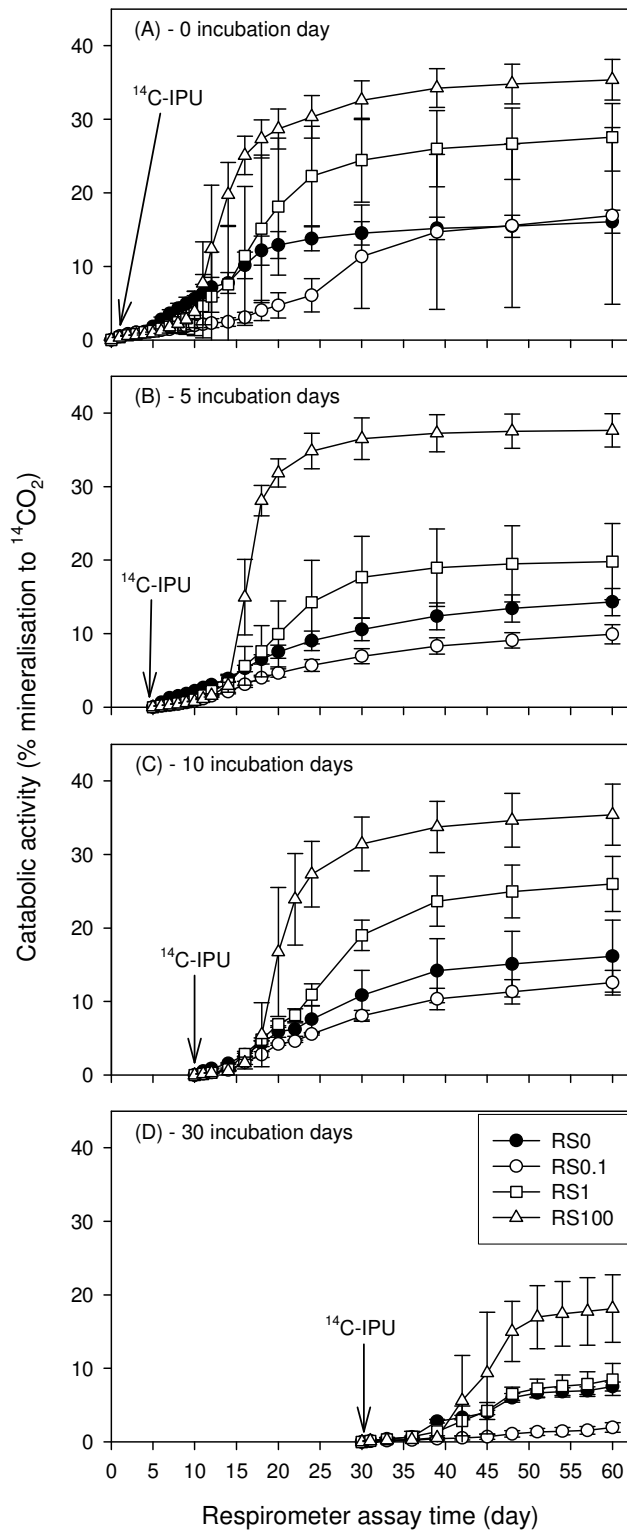 (A) - 0 incubation day
¹⁴C-IPU
40
30
20
10
0
(B) - 5 incubation days
¹⁴C-IPU
40
30
20
10
0
(C) - 10 incubation days
¹⁴C-IPU
40
30
20
10
0
(D) - 30 incubation days
¹⁴C-IPU
RS0
RS0.1
RS1
RS100
40
30
20
10
0
0 5 10 15 20 25 30 35 40 45 50 55 60
Respirometer assay time (day)
Catabolic activity (% mineralisation to ¹⁴CO₂)